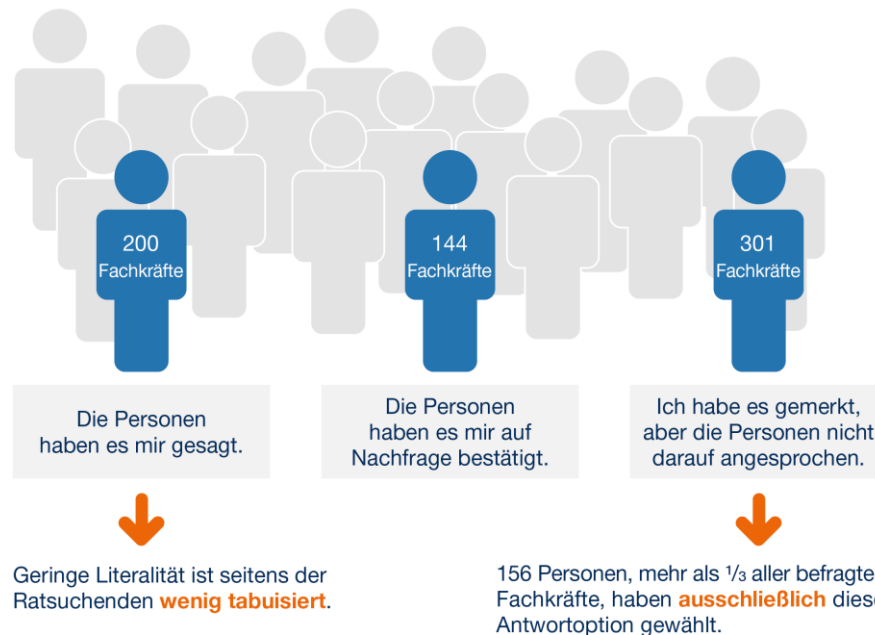 200
Fachkräfte
144
Fachkräfte
301
Fachkräfte
Die Personen
haben es mir gesagt.
Die Personen
haben es mir auf
Nachfrage bestätigt.
Ich habe es gemerkt,
aber die Personen nicht
darauf angesprochen.
Geringe Literalität ist seitens der
Ratsuchenden wenig tabuisiert.
156 Personen, mehr als 1/3 aller befragte
Fachkräfte, haben ausschließlich diese
Antwortoption gewählt.